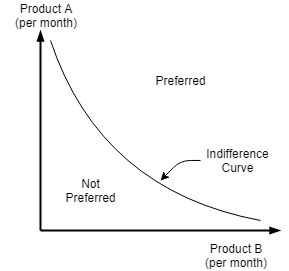 Product A
(per month)
Preferred
Indifference
Curve
Not
Preferred
Product B
(per month)